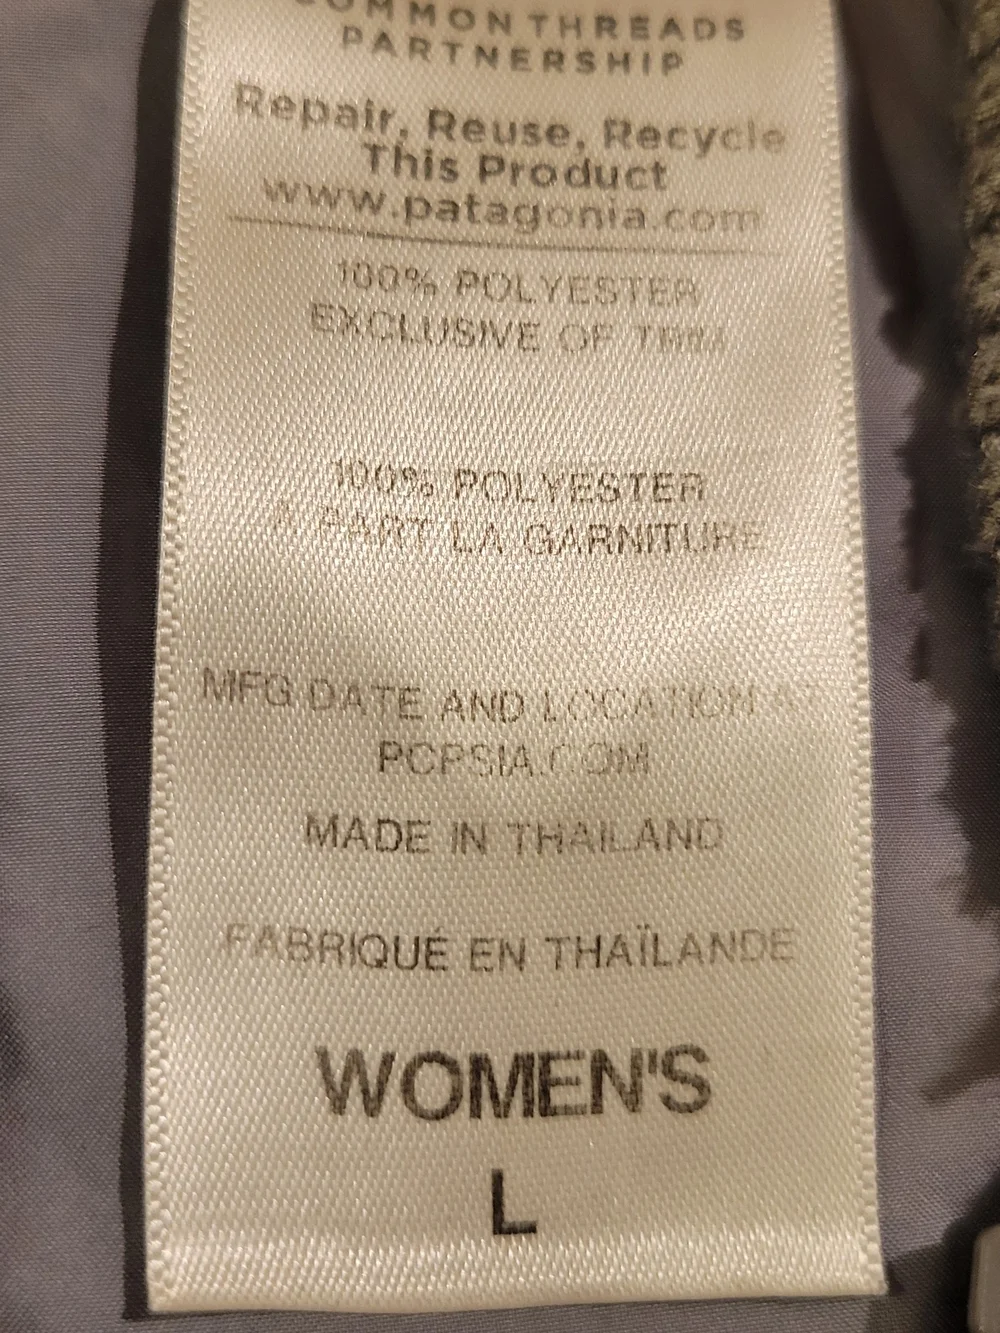 COMMON THREADS
PARTNERSHIP
Repair, Reuse, Recycle
This Product
www.patagonia.com
100% POLYESTER
EXCLUSIVE OF TRIM
100% POLYESTER
À PART LA GARNITURE
MFG DATE AND LOCATION AT
PCPSIA.COM
MADE IN THAILAND
FABRIQUÉ EN THAÏLANDE
WOMEN'S
L